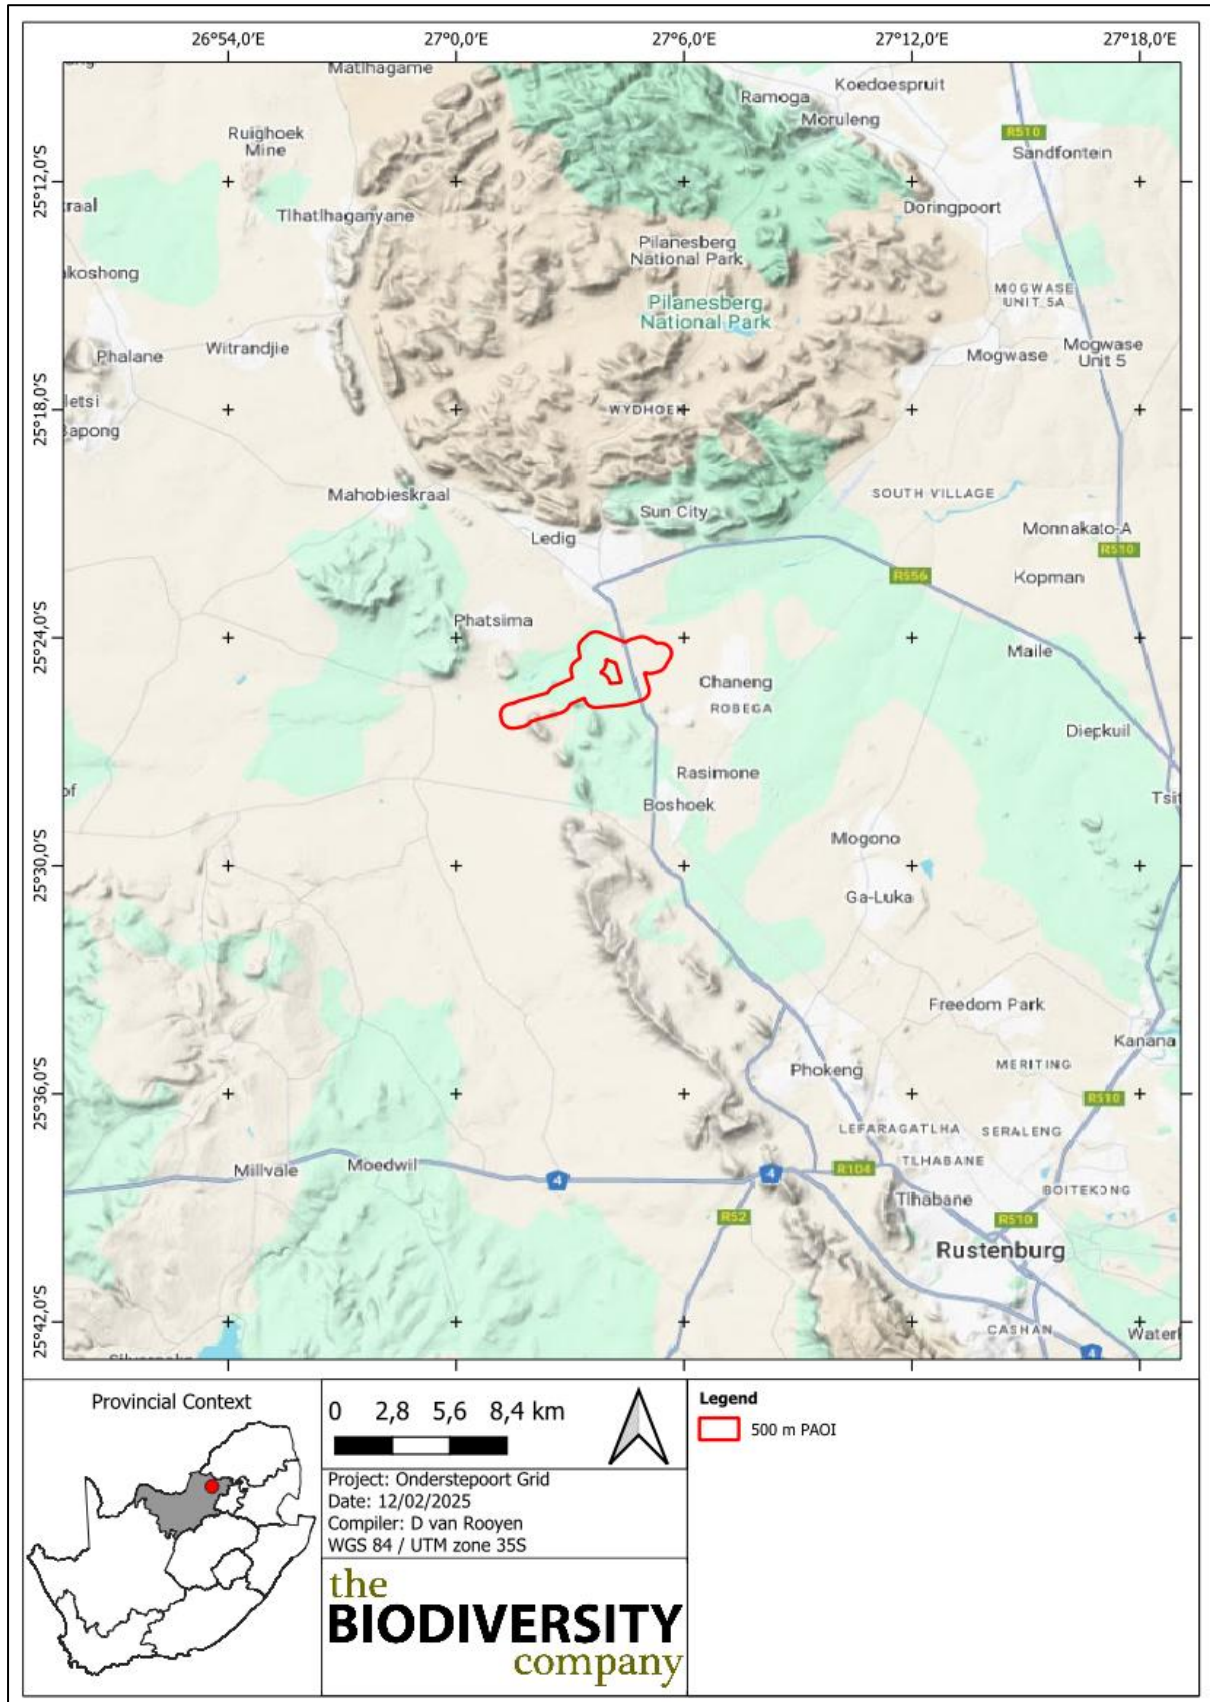 26°54,0'E 27°0,0'E 27°6,0'E 27°12,0'E 27°18,0'E
Matlhagame
Koedoespruit
Ramoga
Moruleng
Ruighoek
Mine
R510
Sandfontein
25°12,0'S
Tlhatlhaganyane
Doringpoort
Pilanesberg
National Park
Pilanesberg
National Park
MOGWASE
UNIT 5A
Phalane
Witrandjie
Mogwase
Mogwase
Unit 5
25°18,0'S
WYDHOEK
Mahobieskraal
Sun City
SOUTH VILLAGE
Ledig
Monnakato-A
R510
R556
Kopman
Phatsima
25°24,0'S
Maile
Chaneng
ROBEGA
Diepkuil
Rasimone
Boshoek
Mogono
25°30,0'S
Ga-Luka
Freedom Park
Kanana
Phokeng
MERITING
25°36,0'S
R510
LEFARAGATLHA
SERALENG
Millvale
Moedwil
4
4
R104
TLHABANE
BOITEKONG
Tlhabane
R52
R510
Rustenburg
25°42,0'S
CASHAN
4
Provincial Context
0 2,8 5,6 8,4 km
Project: Onderstepoort Grid
Date: 12/02/2025
Compiler: D van Rooyen
WGS 84 / UTM zone 35S
the
BIODIVERSITY
company
Legend
500 m PAOI